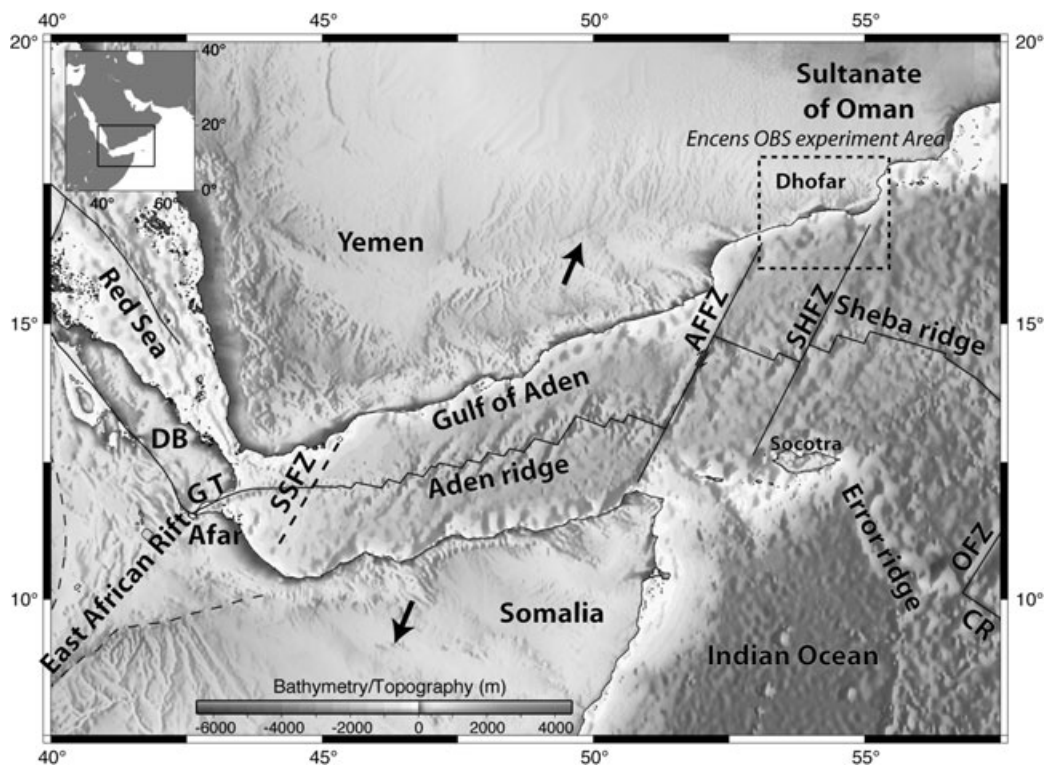 40°
45°
50°
55°
20°
20°
40°
20°
0°
40°
60°
Sultanate
of Oman
Encens OBS experiment Area
Dhofar
Yemen
Red Sea
15°
15°
AFFZ
SHFZ
Sheba ridge
Gulf of Aden
DB
SSFZ
Aden ridge
Socotra
G T
Afar
East African Rift
Error ridge
OFZ
CR
10°
10°
Somalia
Indian Ocean
Bathymetry/Topography (m)
-6000
-4000
-2000
0
2000
4000
40°
45°
50°
55°